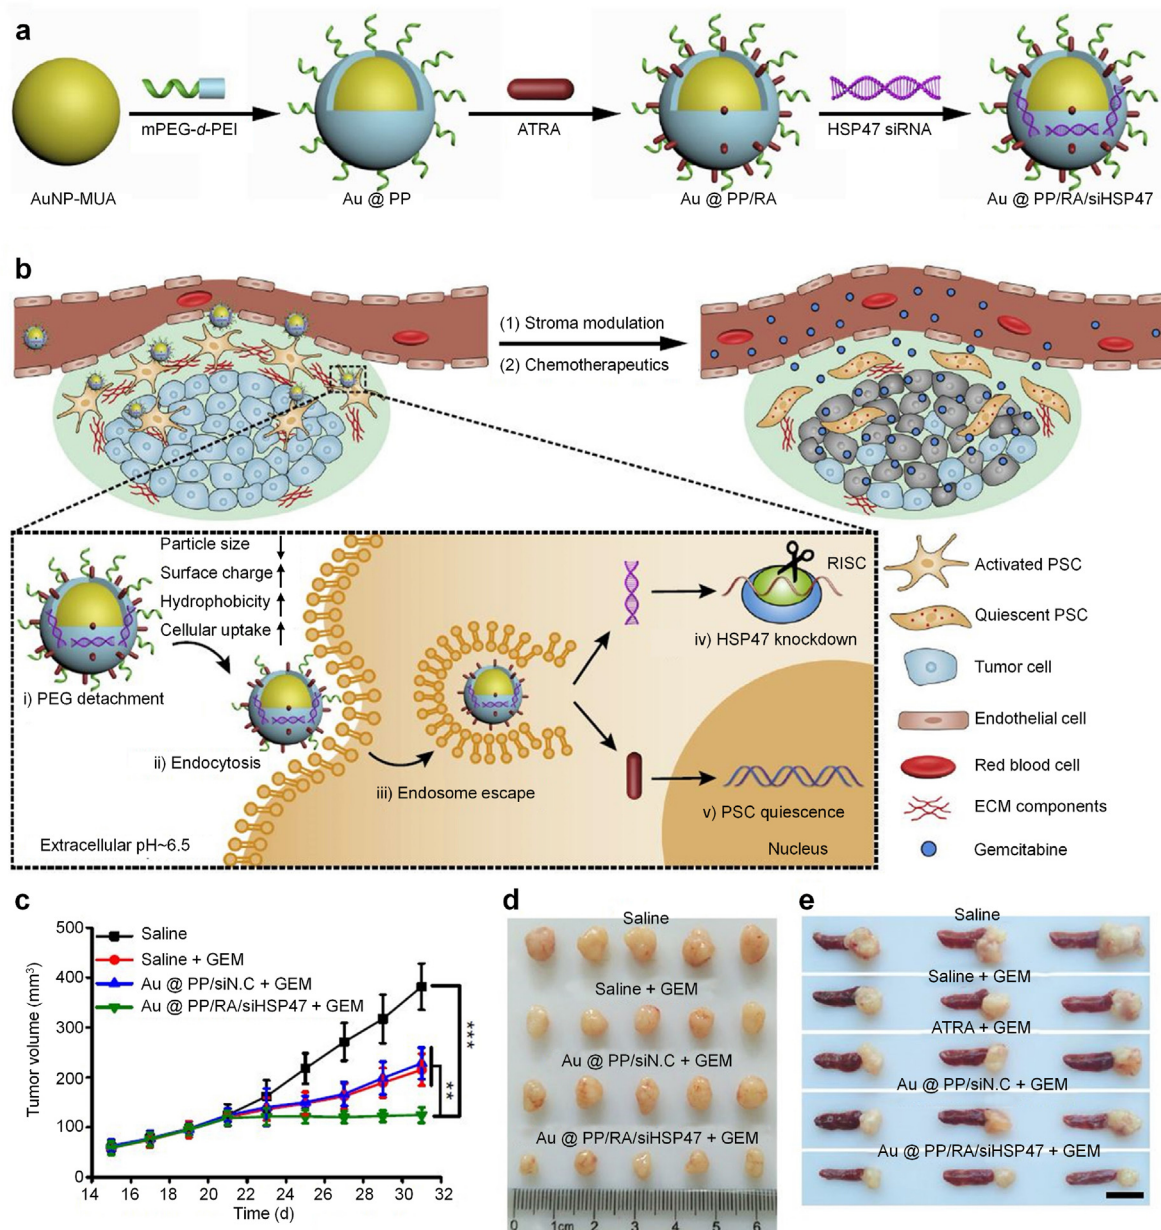 a
mPEG-d-PEI
ATRA
HSP47 siRNA
AuNP-MUA
Au @ PP
Au @ PP/RA
Au @ PP/RA/siHSP47
b
(1) Stroma modulation
(2) Chemotherapeutics
Particle size ↓
Surface charge ↑
Hydrophobicity ↑
Cellular uptake ↑
i) PEG detachment
ii) Endocytosis
iii) Endosome escape
RISC
iv) HSP47 knockdown
v) PSC quiescence
Nucleus
Extracellular pH~6.5
Activated PSC
Quiescent PSC
Tumor cell
Endothelial cell
Red blood cell
ECM components
Gemcitabine
c
Tumor volume (mm³)
500
400
300
200
100
0
14 16 18 20 22 24 26 28 30 32
Time (d)
Saline
Saline + GEM
Au @ PP/siN.C + GEM
Au @ PP/RA/siHSP47 + GEM
***
**
d
Saline
Saline + GEM
Au @ PP/siN.C + GEM
Au @ PP/RA/siHSP47 + GEM
0 1cm 2 3 4 5 6
e
Saline
Saline + GEM
ATRA + GEM
Au @ PP/siN.C + GEM
Au @ PP/RA/siHSP47 + GEM